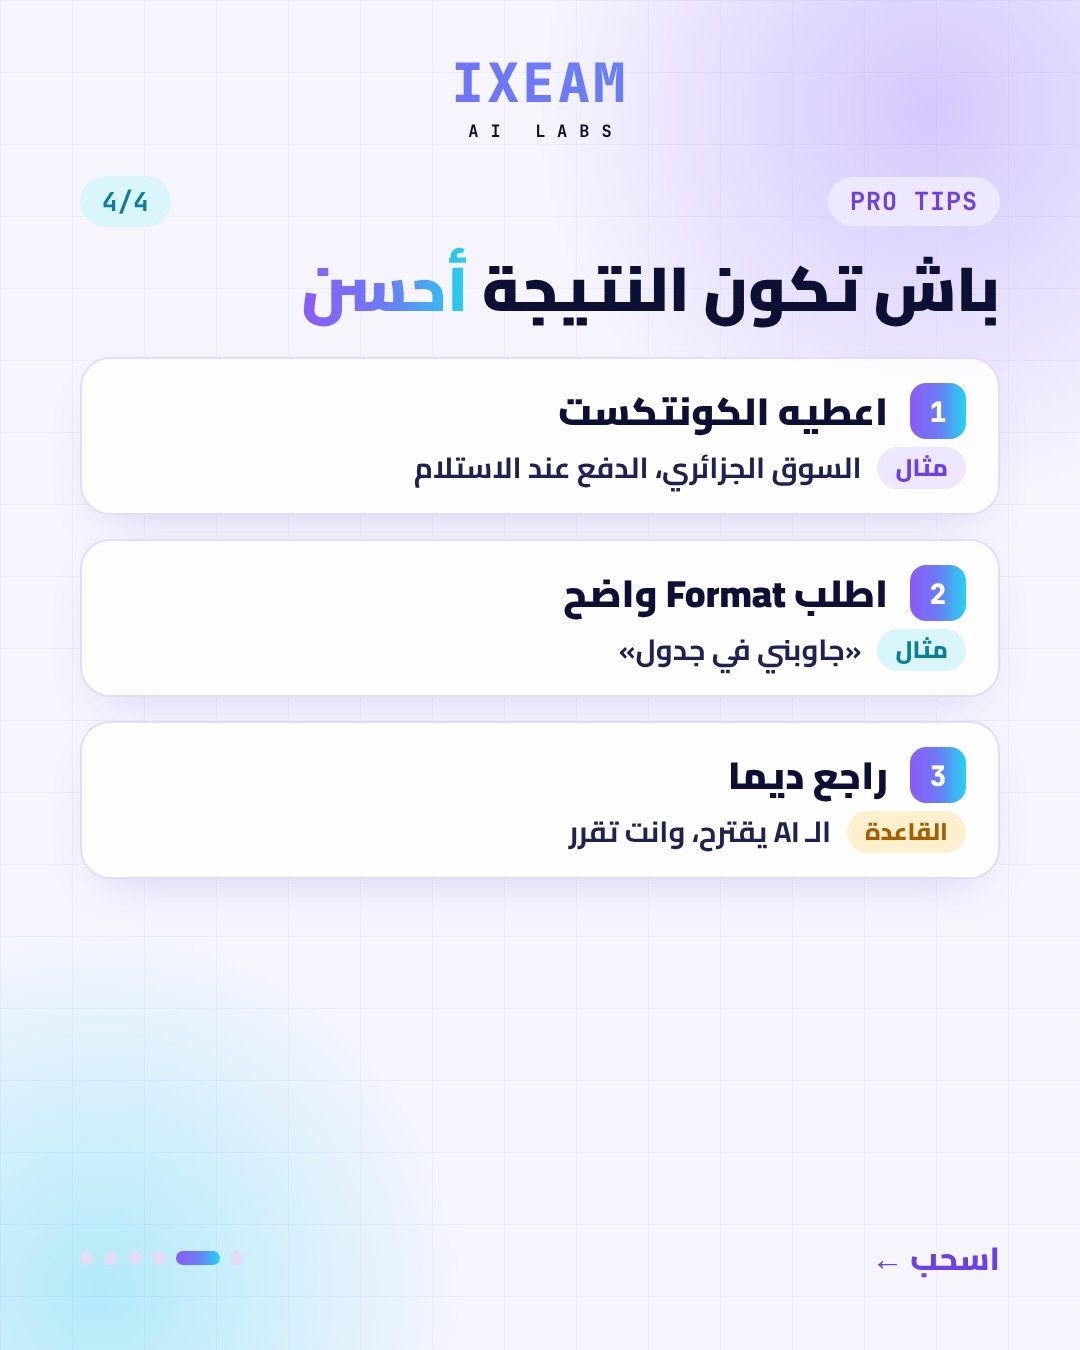 IXEAM
AI LABS
PRO TIPS
4/4
باش تكون النتيجة أحسن
1 اعطيه الكونتكست
مثال السوق الجزائري، الدفع عند الاستلام
2 اطلب Format واضح
مثال «جاوبني في جدول»
3 راجع ديما
القاعدة الـ AI يقترح، وانت تقرر
اسحب ←